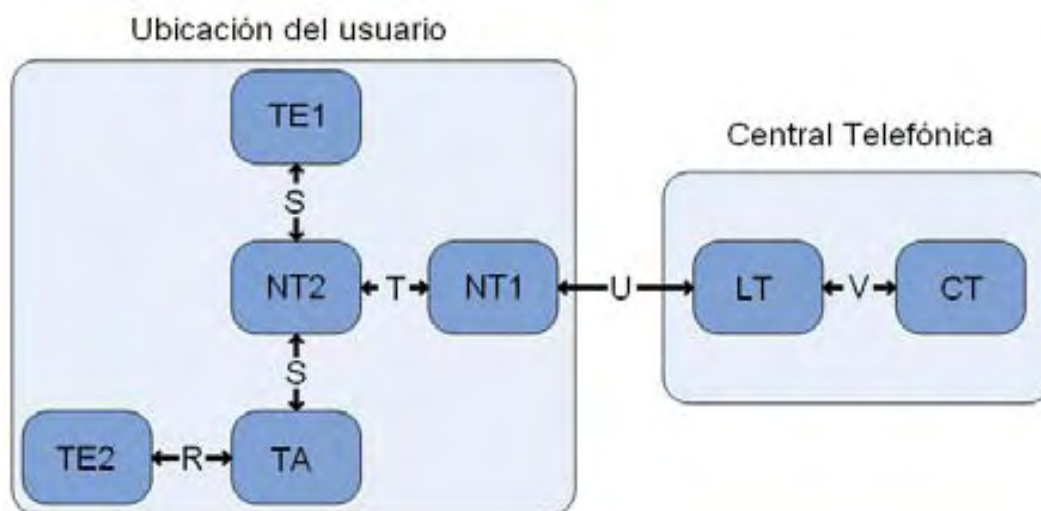 Ubicación del usuario
TE1
Central Telefónica
S
NT2
T
NT1
U
LT
V
CT
S
TE2
R
TA